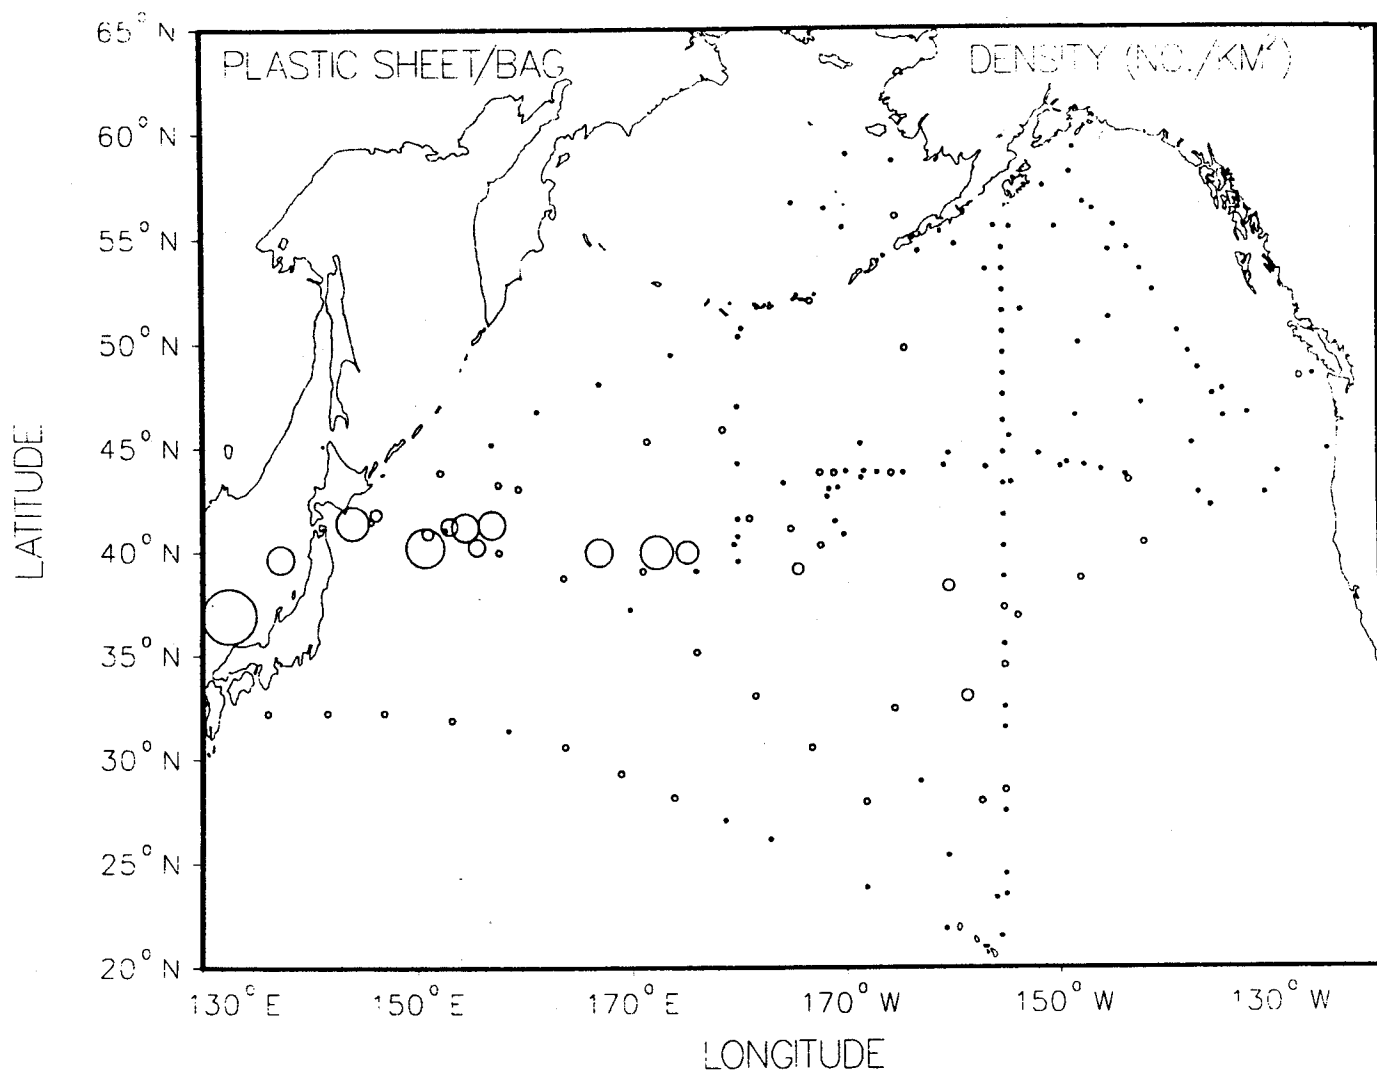 PLASTIC SHEET/BAG
DENSITY (NO./KM²)
65° N
60° N
55° N
50° N
45° N
40° N
35° N
30° N
25° N
20° N
LATITUDE
130° E
150° E
170° E
170° W
150° W
130° W
LONGITUDE